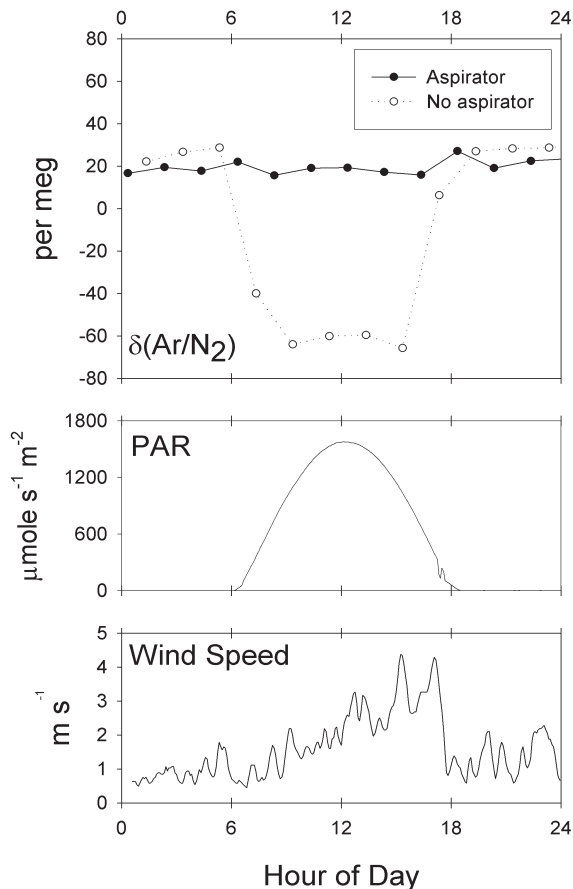 0 6 12 18 24
80
60
40
20
0
-20
-40
-60
-80
per meg
Aspirator
No aspirator
δ(Ar/N₂)
1800
1200
600
0
μmole s⁻¹ m⁻²
PAR
5
4
3
2
1
0
m s⁻¹
Wind Speed
0 6 12 18 24
Hour of Day